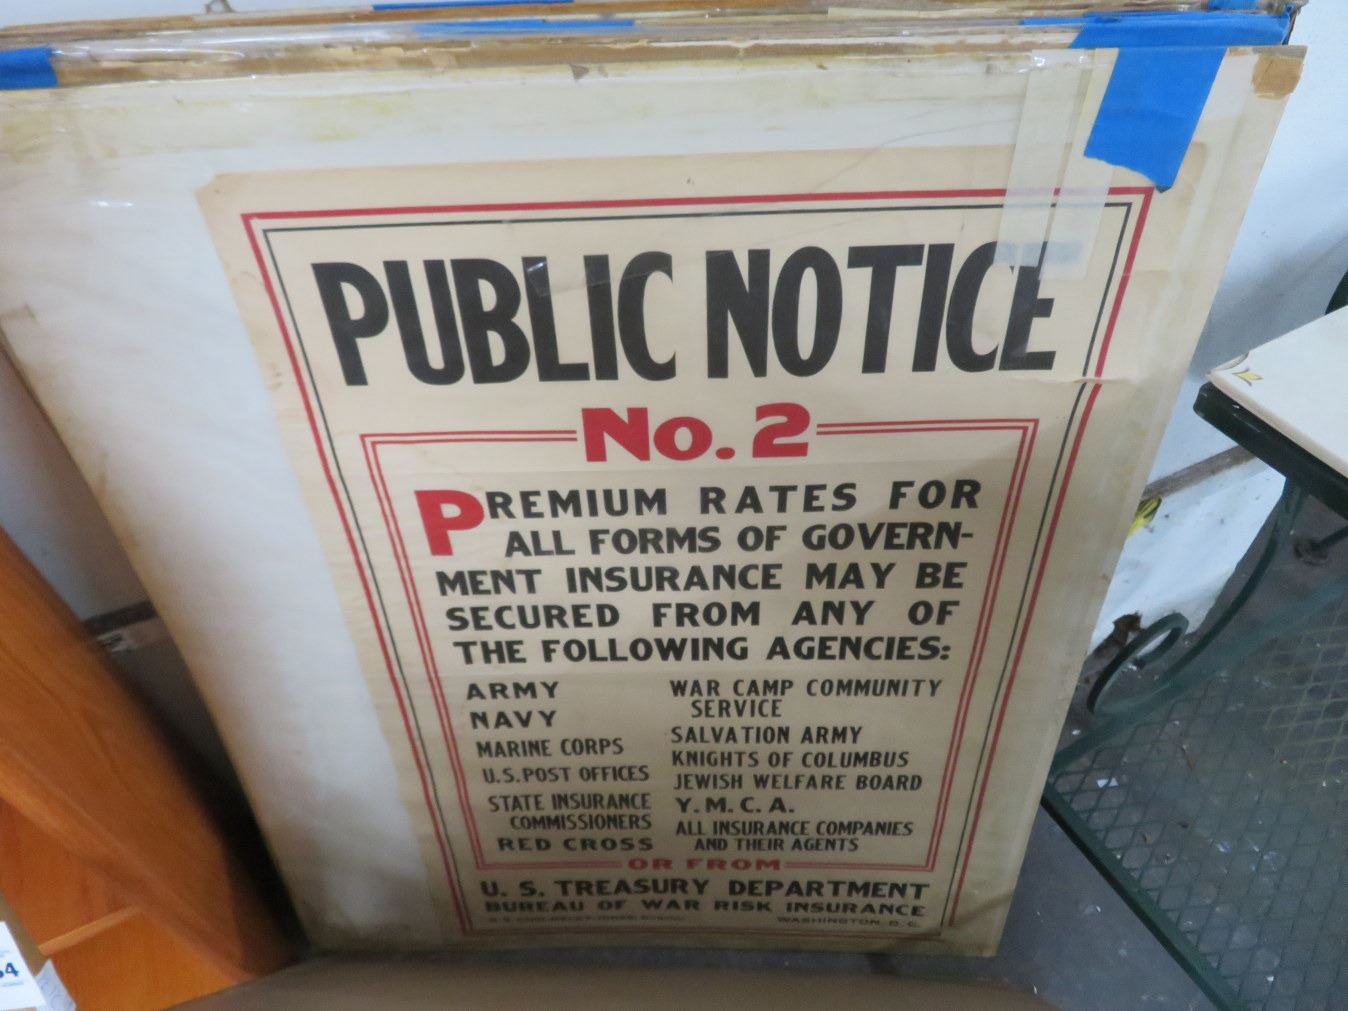 PUBLIC NOTICE
No. 2
PREMIUM RATES FOR
ALL FORMS OF GOVERN-
MENT INSURANCE MAY BE
SECURED FROM ANY OF
THE FOLLOWING AGENCIES:
ARMY
NAVY
MARINE CORPS
U.S. POST OFFICES
STATE INSURANCE
COMMISSIONERS
RED CROSS
WAR CAMP COMMUNITY
SERVICE
SALVATION ARMY
KNIGHTS OF COLUMBUS
JEWISH WELFARE BOARD
Y. M. C. A.
ALL INSURANCE COMPANIES
AND THEIR AGENTS
OR FROM
U. S. TREASURY DEPARTMENT
BUREAU OF WAR RISK INSURANCE
WASHINGTON, D. C.